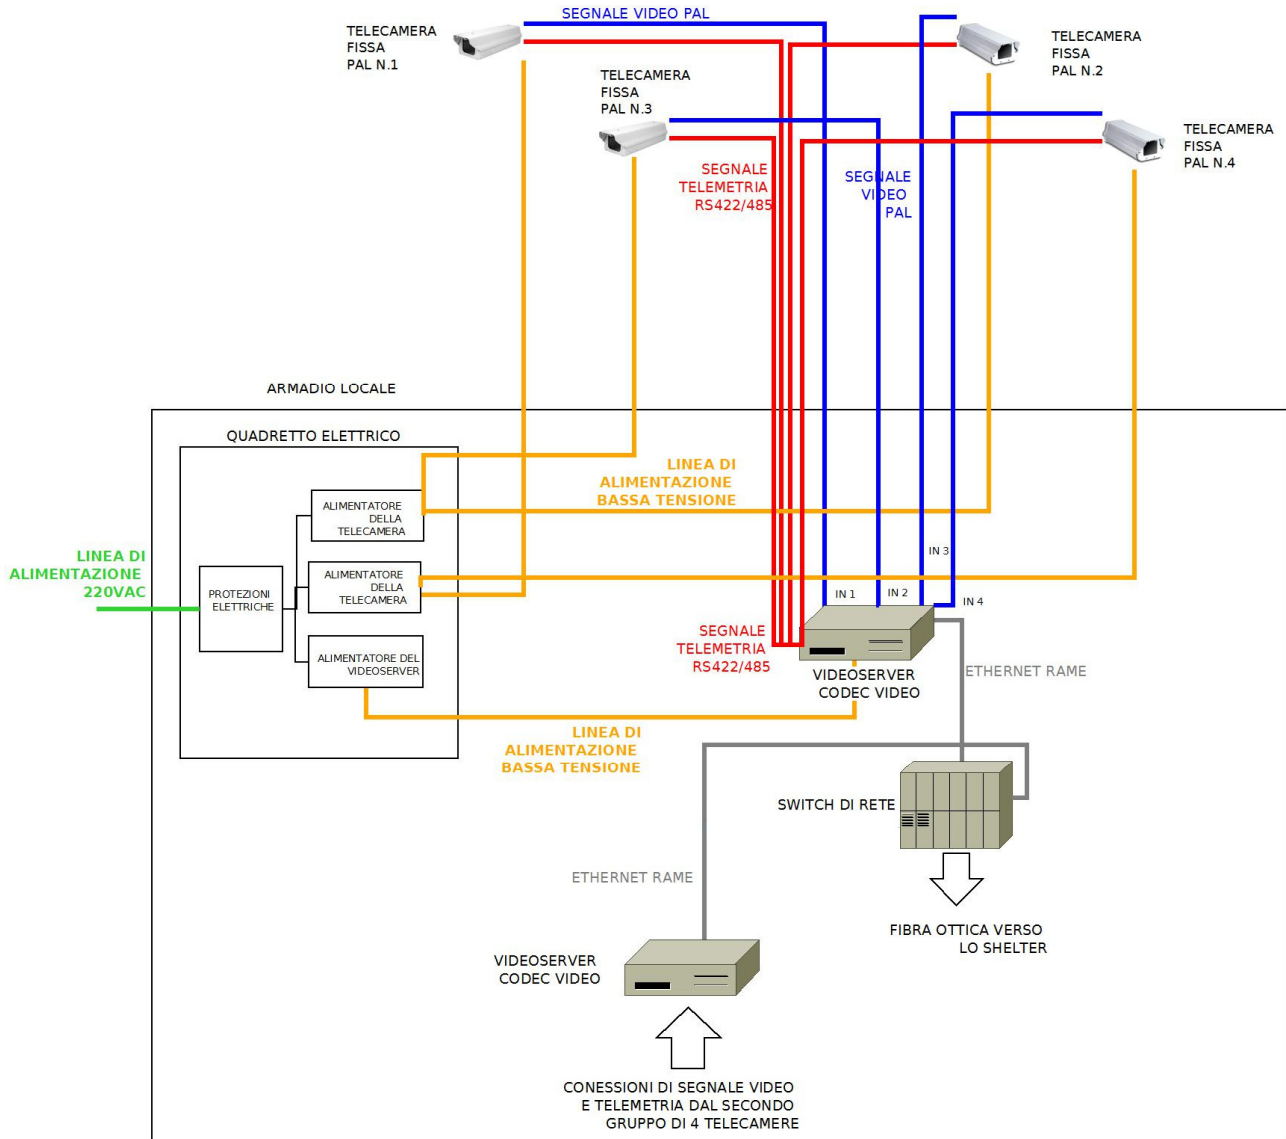 SEGNALE VIDEO PAL
TELECAMERA
FISSA
PAL N.1
TELECAMERA
FISSA
PAL N.2
TELECAMERA
FISSA
PAL N.3
TELECAMERA
FISSA
PAL N.4
SEGNALE
TELEMETRIA
RS422/485
SEGNALE
VIDEO
PAL
ARMADIO LOCALE
QUADRETTO ELETTRICO
LINEA DI
ALIMENTAZIONE
BASSA TENSIONE
ALIMENTATORE
DELLA
TELECAMERA
LINEA DI
ALIMENTAZIONE
220VAC
PROTEZIONI
ELETTRICHE
ALIMENTATORE
DELLA
TELECAMERA
ALIMENTATORE DEL
VIDEOSERVER
IN 1
IN 2
IN 3
IN 4
SEGNALE
TELEMETRIA
RS422/485
VIDEOSERVER
CODEC VIDEO
ETHERNET RAME
LINEA DI
ALIMENTAZIONE
BASSA TENSIONE
SWITCH DI RETE
ETHERNET RAME
FIBRA OTTICA VERSO
LO SHELTER
VIDEOSERVER
CODEC VIDEO
CONESSIONI DI SEGNALE VIDEO
E TELEMETRIA DAL SECONDO
GRUPPO DI 4 TELECAMERE